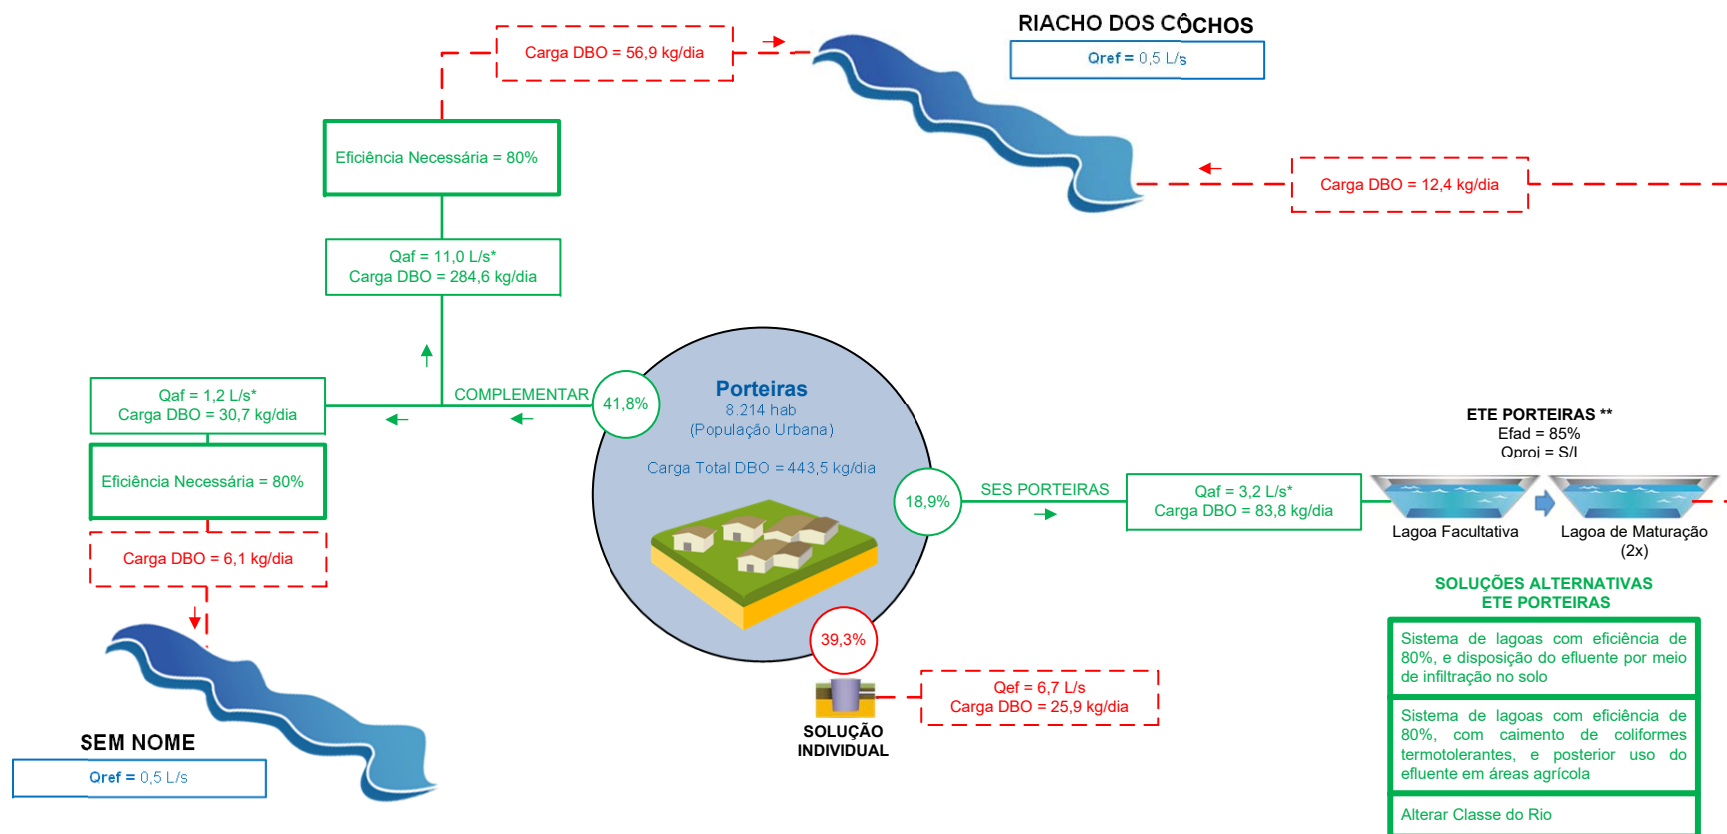 RIACHO DOS CÔCHOS
Qref = 0,5 L/s
Carga DBO = 56,9 kg/dia
Eficiência Necessária = 80%
Carga DBO = 12,4 kg/dia
Qaf = 11,0 L/s*
Carga DBO = 284,6 kg/dia
COMPLEMENTAR
41,8%
Qaf = 1,2 L/s*
Carga DBO = 30,7 kg/dia
Eficiência Necessária = 80%
Carga DBO = 6,1 kg/dia
SEM NOME
Qref = 0,5 L/s
Porteiras
8.214 hab
(População Urbana)
Carga Total DBO = 443,5 kg/dia
18,9%
SES PORTEIRAS
Qaf = 3,2 L/s*
Carga DBO = 83,8 kg/dia
ETE PORTEIRAS **
Efad = 85%
Qproj = S/I
Lagoa Facultativa
Lagoa de Maturação
(2x)
39,3%
SOLUÇÃO
INDIVIDUAL
Qef = 6,7 L/s
Carga DBO = 25,9 kg/dia
SOLUÇÕES ALTERNATIVAS
ETE PORTEIRAS
Sistema de lagoas com eficiência de
80%, e disposição do efluente por meio
de infiltração no solo
Sistema de lagoas com eficiência de
80%, com caimento de coliformes
termotolerantes, e posterior uso do
efluente em áreas agrícola
Alterar Classe do Rio